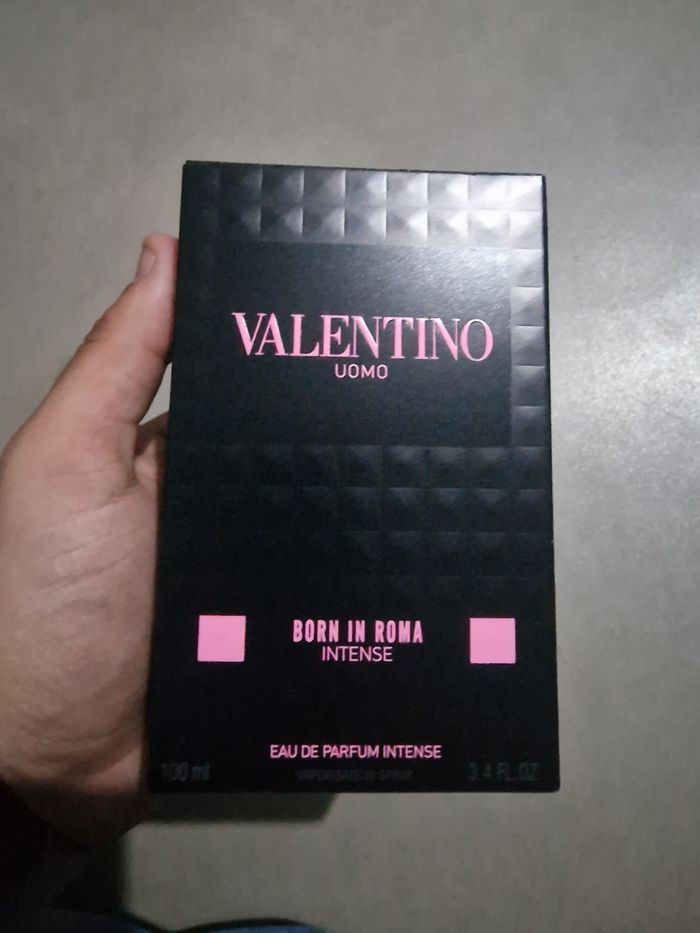 VALENTINO
UOMO
BORN IN ROMA
INTENSE
EAU DE PARFUM INTENSE
100 ml VAPORISATEUR SPRAY 3.4 FL.OZ